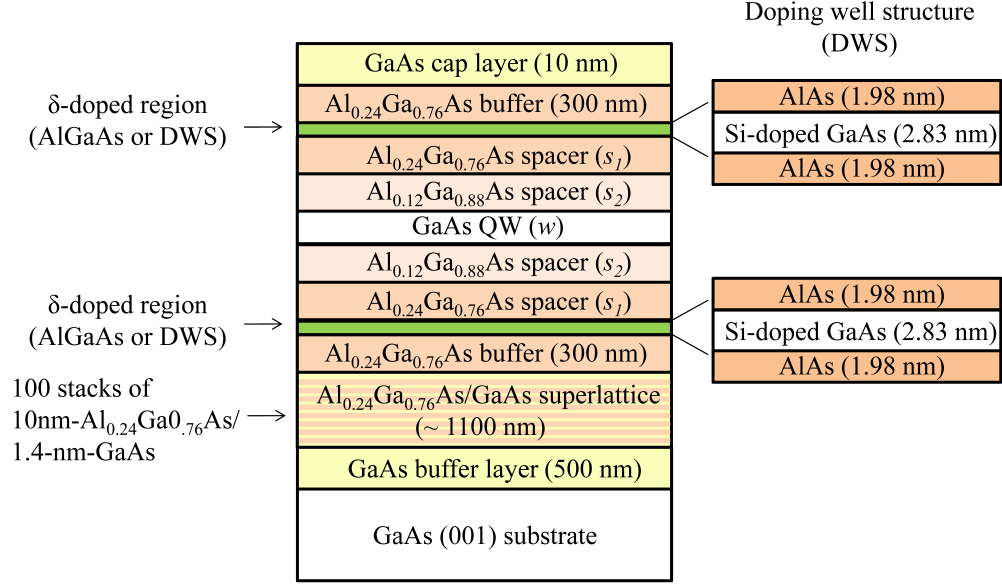 Doping well structure
(DWS)
GaAs cap layer (10 nm)
δ-doped region
(AlGaAs or DWS)
Al0.24Ga0.76As buffer (300 nm)
Al0.24Ga0.76As spacer (s1)
Al0.12Ga0.88As spacer (s2)
GaAs QW (w)
AlAs (1.98 nm)
Si-doped GaAs (2.83 nm)
AlAs (1.98 nm)
Al0.12Ga0.88As spacer (s2)
δ-doped region
(AlGaAs or DWS)
Al0.24Ga0.76As spacer (s1)
Al0.24Ga0.76As buffer (300 nm)
AlAs (1.98 nm)
Si-doped GaAs (2.83 nm)
AlAs (1.98 nm)
100 stacks of
10nm-Al0.24Ga0.76As/
1.4-nm-GaAs
Al0.24Ga0.76As/GaAs superlattice
(~ 1100 nm)
GaAs buffer layer (500 nm)
GaAs (001) substrate